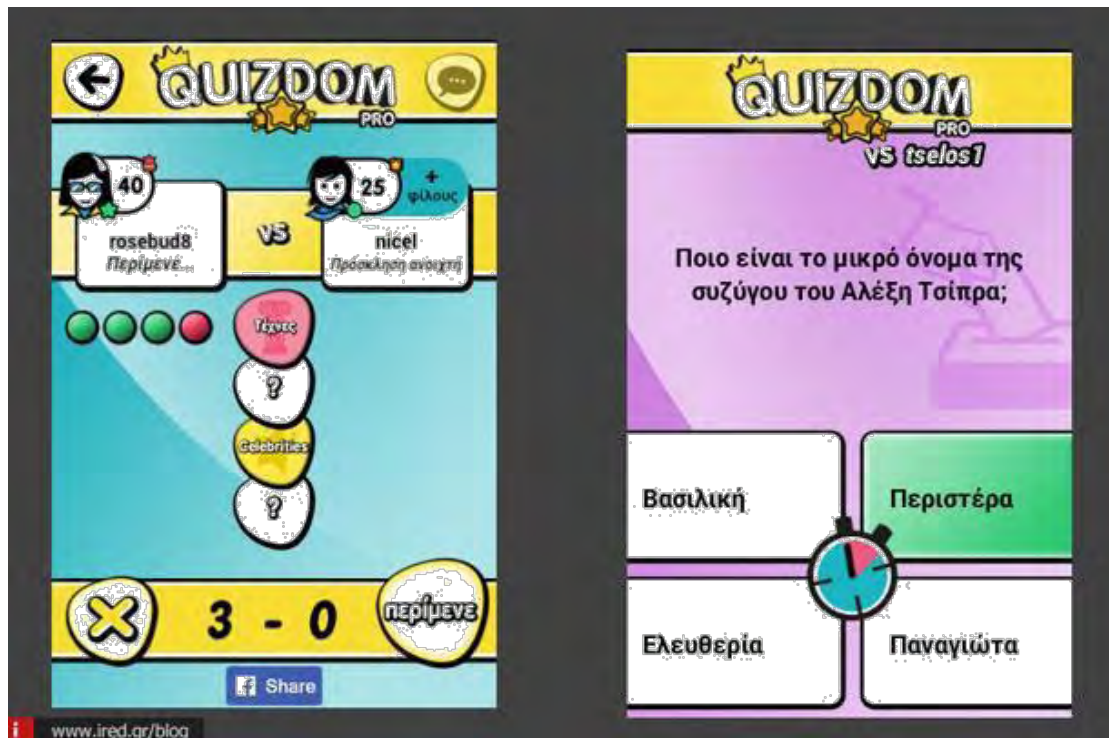 QUIZDOM
PRO
40
25
+
φίλους
rosebud8
Περίμενέ...
VS
nicel
Πρόσκληση ανοιχτή
Τέχνες
?
Celebrities
?
3 - 0
περίμενε
f Share
i www.ired.gr/blog
QUIZDOM
PRO
VS tselos1
Ποιο είναι το μικρό όνομα της
συζύγου του Αλέξη Τσίπρα;
Βασιλική
Περιστέρα
Ελευθερία
Παναγιώτα